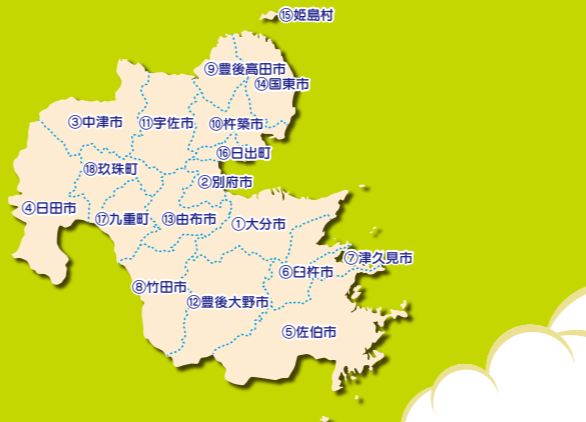 ⑮姫島村
⑨豊後高田市
⑭国東市
③中津市
⑪宇佐市
⑩杵築市
⑯日出町
⑱玖珠町
②別府市
④日田市
⑰九重町
⑬由布市
①大分市
⑦津久見市
⑥臼杵市
⑧竹田市
⑫豊後大野市
⑤佐伯市